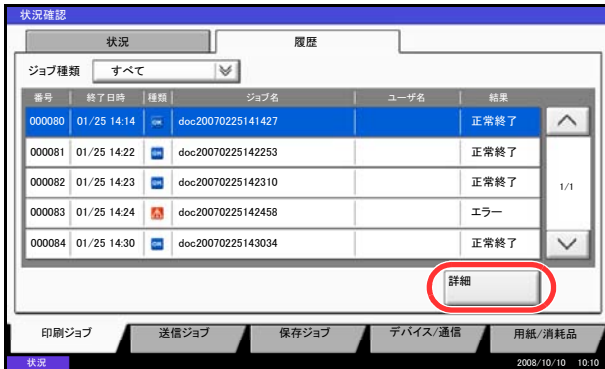 状況確認
状況 履歴
ジョブ種類 すべて
番号 終了日時 種類 ジョブ名 ユーザ名 結果
000080 01/25 14:14 doc20070225141427 正常終了
000081 01/25 14:22 doc20070225142253 正常終了
000082 01/25 14:23 doc20070225142310 正常終了
1/1
000083 01/25 14:24 doc20070225142458 エラー
000084 01/25 14:30 doc20070225143034 正常終了
詳細
印刷ジョブ 送信ジョブ 保存ジョブ デバイス/通信 用紙/消耗品
状況 2008/10/10 10:10